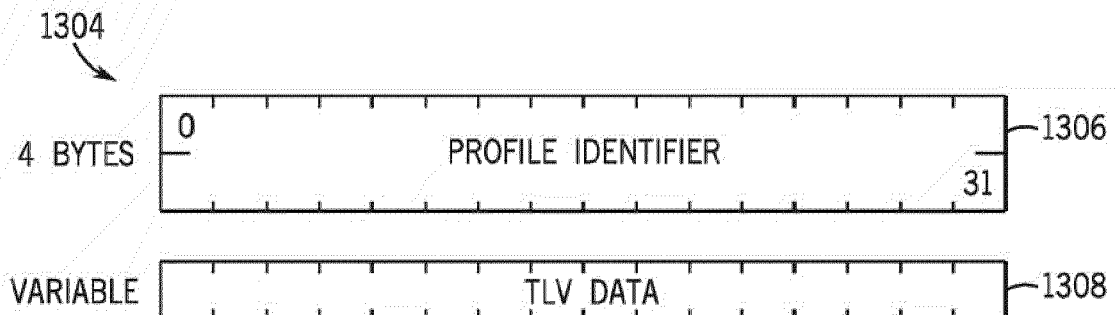 1304
0
1306
4 BYTES
PROFILE IDENTIFIER
31
VARIABLE
TLV DATA
1308